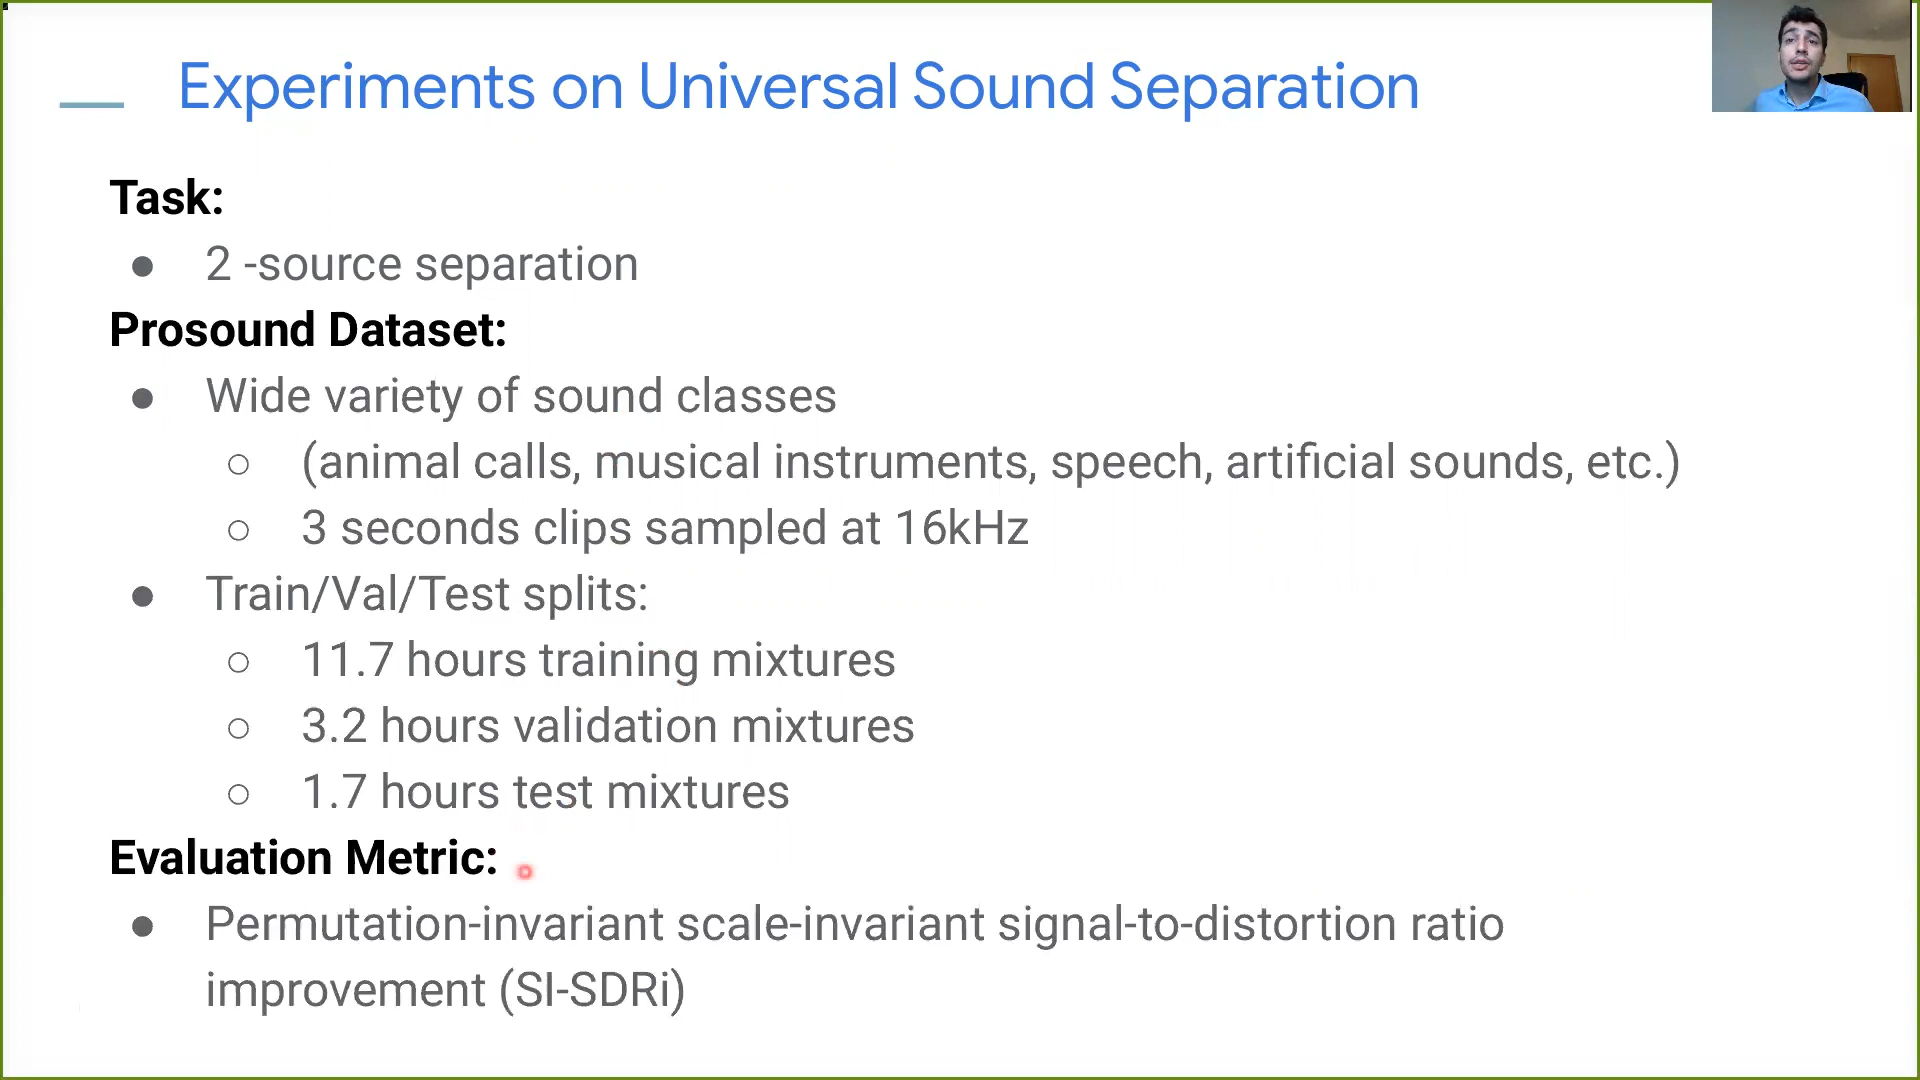 Experiments on Universal Sound Separation
Task:
● 2 -source separation
Prosound Dataset:
● Wide variety of sound classes
○ (animal calls, musical instruments, speech, artificial sounds, etc.)
○ 3 seconds clips sampled at 16kHz
● Train/Val/Test splits:
○ 11.7 hours training mixtures
○ 3.2 hours validation mixtures
○ 1.7 hours test mixtures
Evaluation Metric:
● Permutation-invariant scale-invariant signal-to-distortion ratio
improvement (SI-SDRi)